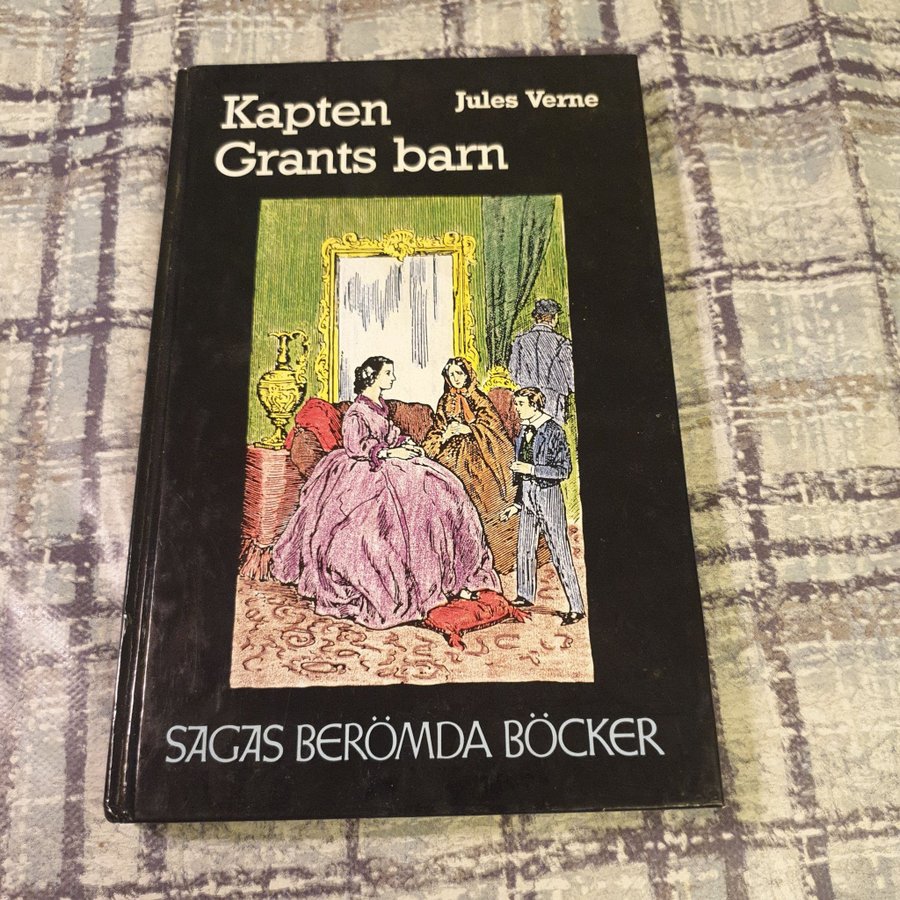 Kapten
Grants barn
Jules Verne
SAGAS BERÖMDA BÖCKER